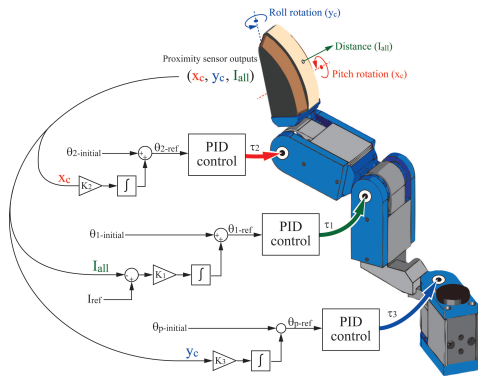 Roll rotation (yc)
Distance (Iall)
Pitch rotation (xc)
Proximity sensor outputs
(xc, yc, Iall)
θ2-initial
θ2-ref
PID
control
τ2
xc
K2
∫
θ1-initial
θ1-ref
PID
control
τ1
Iall
K1
∫
Iref
θp-initial
θp-ref
PID
control
τ3
yc
K3
∫